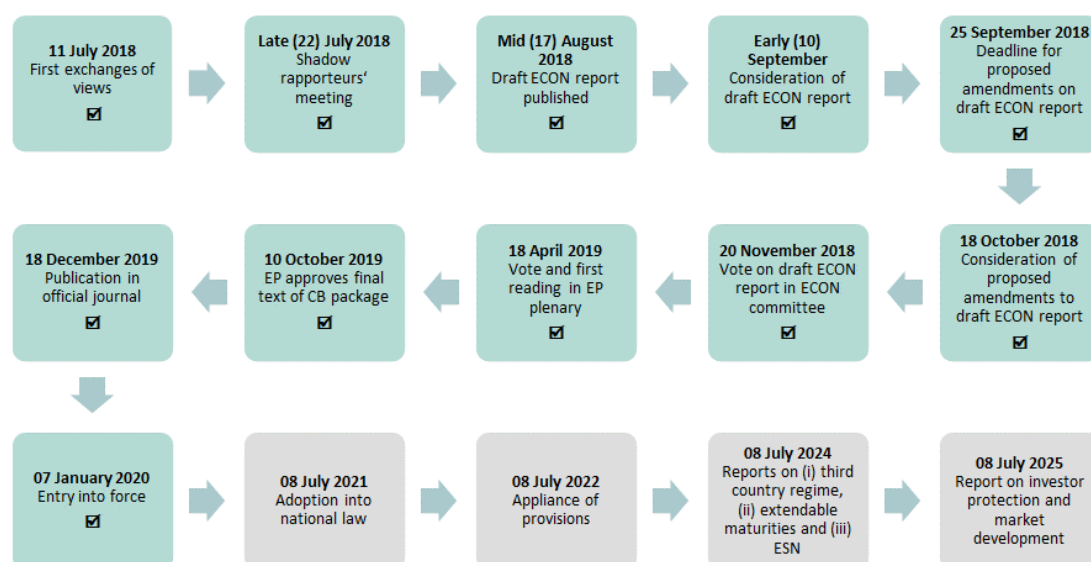 11 July 2018
First exchanges of
views
☑
Late (22) July 2018
Shadow
rapporteurs‘
meeting
☑
Mid (17) August
2018
Draft ECON report
published
☑
Early (10)
September
Consideration of
draft ECON report
☑
25 September 2018
Deadline for
proposed
amendments on
draft ECON report
☑
18 October 2018
Consideration of
proposed
amendments to
draft ECON report
☑
20 November 2018
Vote on draft ECON
report in ECON
committee
☑
18 April 2019
Vote and first
reading in EP
plenary
☑
10 October 2019
EP approves final
text of CB package
☑
18 December 2019
Publication in
official journal
☑
07 January 2020
Entry into force
☑
08 July 2021
Adoption into
national law
08 July 2022
Appliance of
provisions
08 July 2024
Reports on (i) third
country regime,
(ii) extendable
maturities and (iii)
ESN
08 July 2025
Report on investor
protection and
market
development